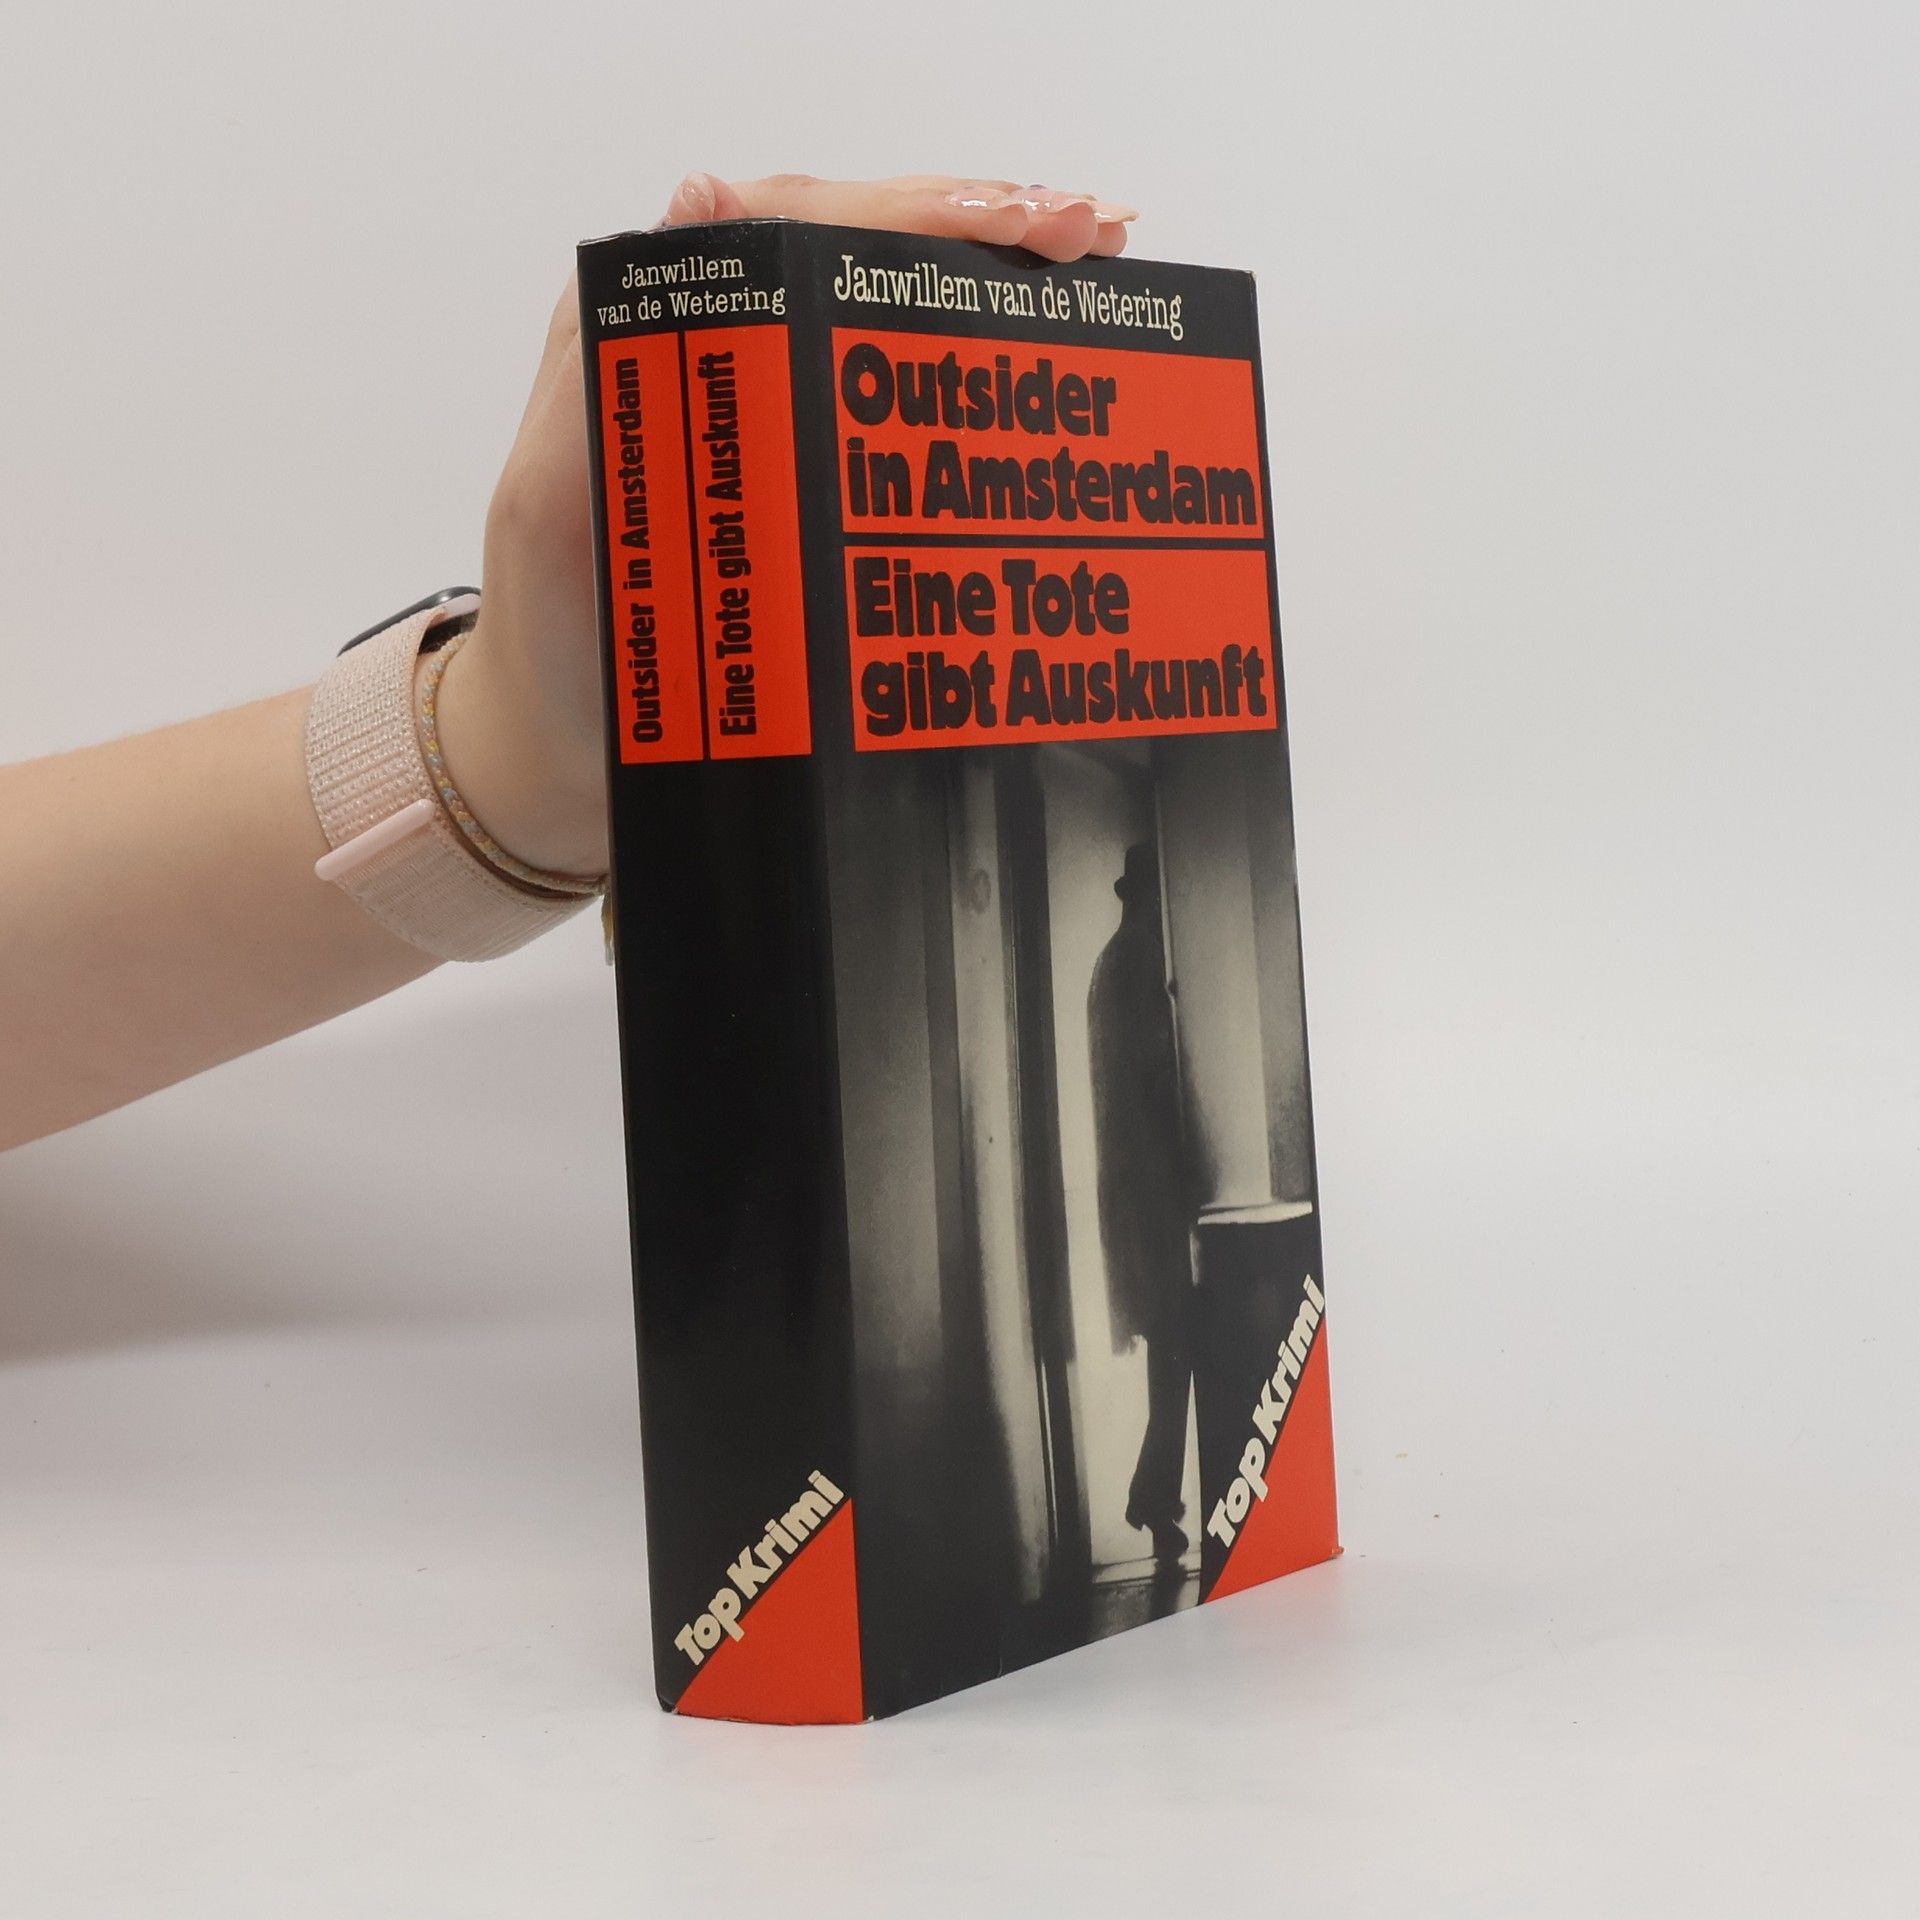 Janwillem
van de Wetering
Outsider in Amsterdam
Eine Tote gibt Auskunft
Top Krimi
Janwillem van de Wetering
Outsider
in Amsterdam
Eine Tote
gibt Auskunft
Top Krimi